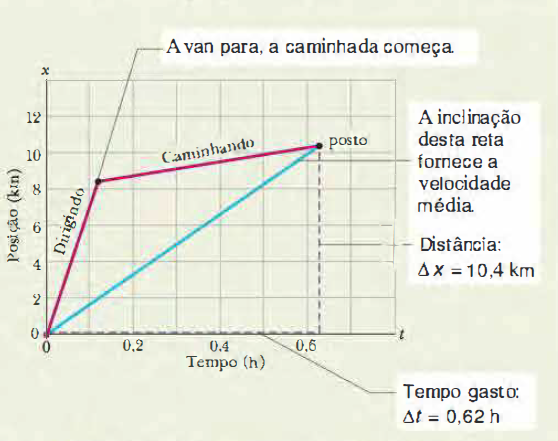 A van para, a caminhada começa.
x
12
10
8
6
4
2
0
Posição (km)
Dirigindo
Caminhando
posto
A inclinação
desta reta
fornece a
velocidade
média.
Distância:
Δx = 10,4 km
0
0,2
0,4
0,6
t
Tempo (h)
Tempo gasto:
Δt = 0,62 h